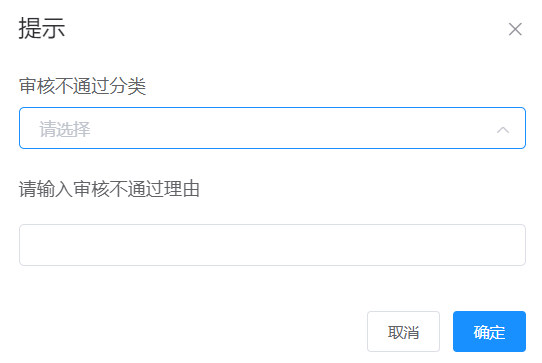 提示
审核不通过分类
请选择
请输入审核不通过理由
取消
确定